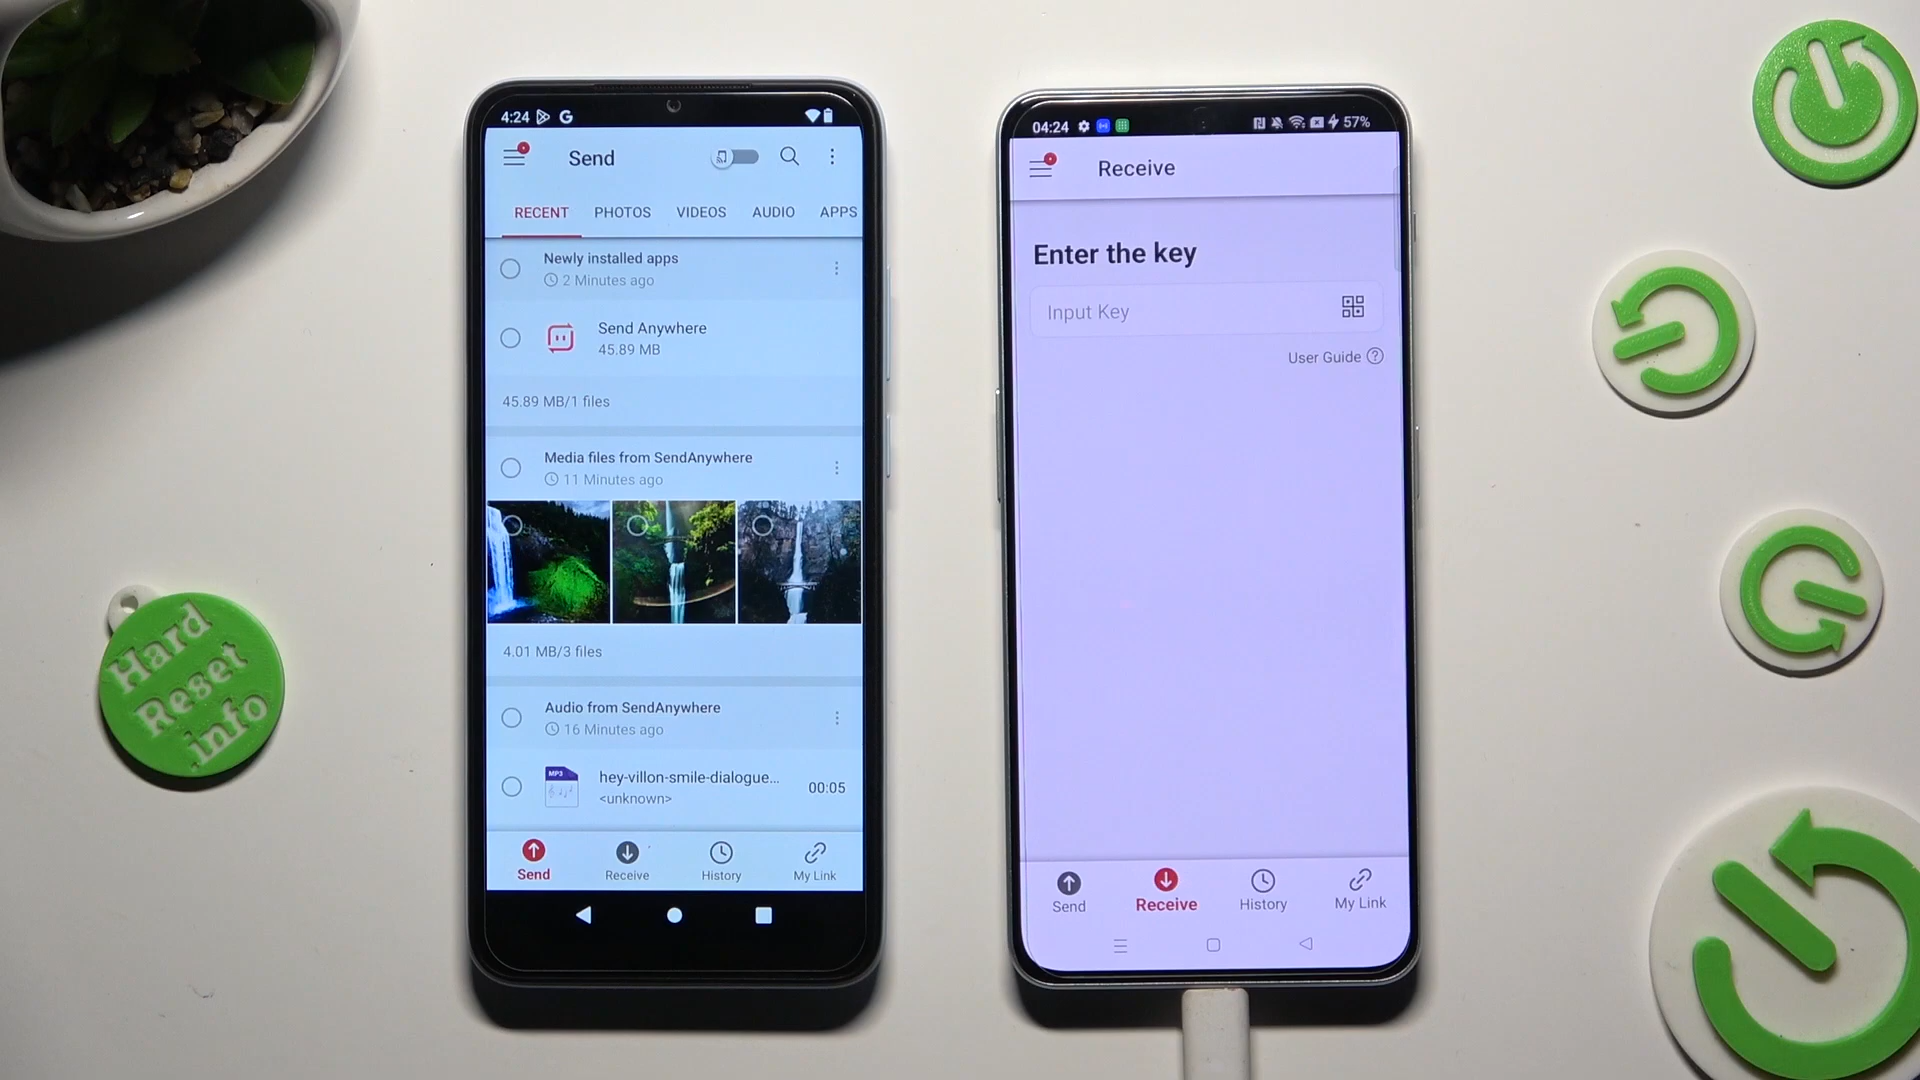 4:24
Send
RECENT PHOTOS VIDEOS AUDIO APPS
Newly installed apps
2 Minutes ago
Send Anywhere
45.89 MB
45.89 MB/1 files
Media files from SendAnywhere
11 Minutes ago
4.01 MB/3 files
Audio from SendAnywhere
16 Minutes ago
MP3
hey-villon-smile-dialogue...
<unknown>
00:05
Send Receive History My Link
04:24 57%
Receive
Enter the key
Input Key
User Guide ?
Send Receive History My Link
Hard
Reset
.info